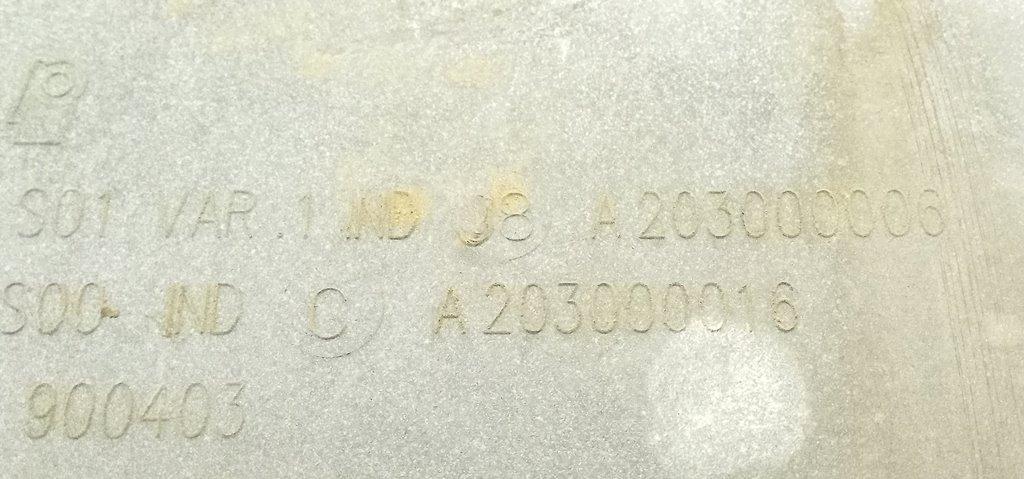 S01 VAR.1 IND 08 A203000006
S00- IND C A203000016
900403